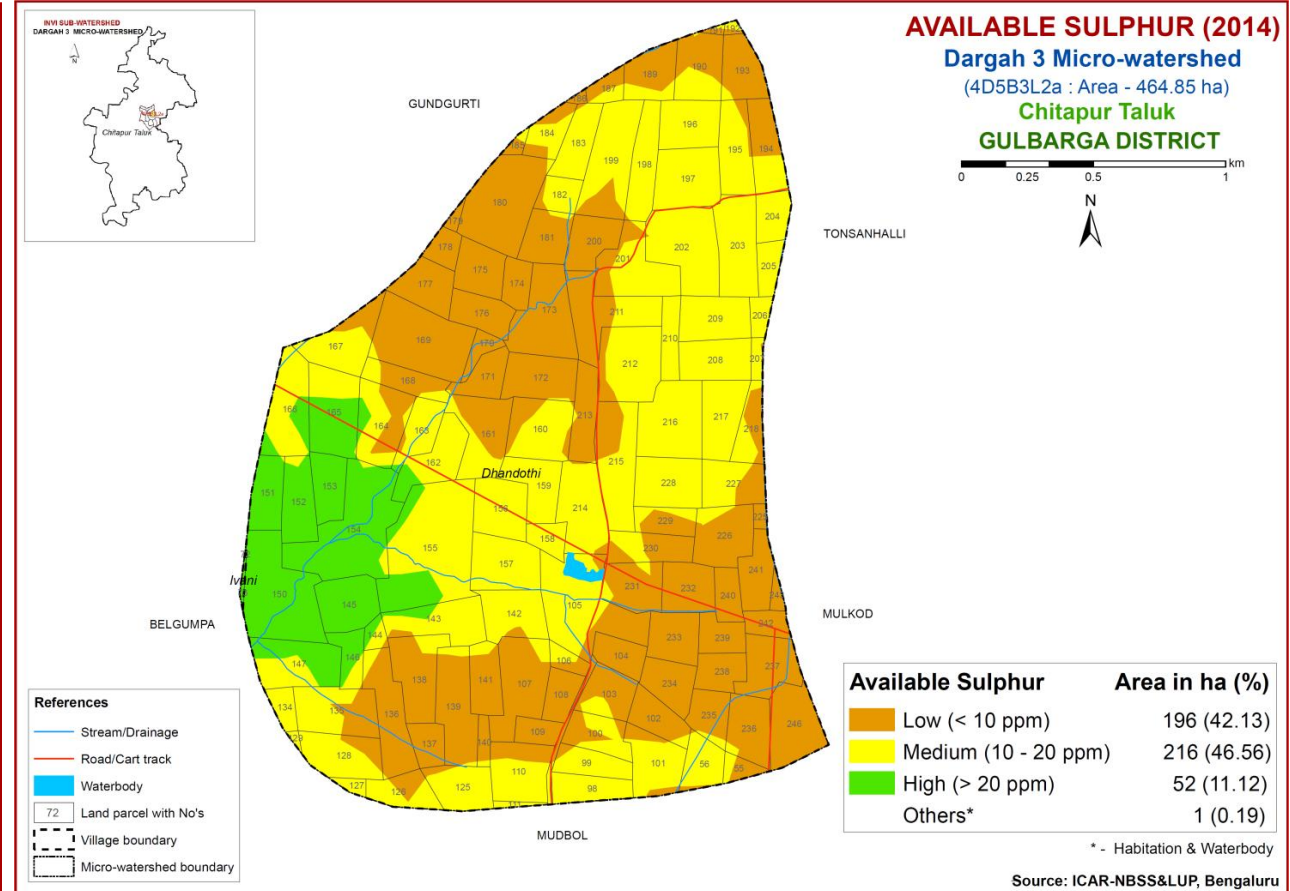 INVI SUB-WATERSHED
DARGAH 3 MICRO-WATERSHED
N
Chitapur Taluk
AVAILABLE SULPHUR (2014)
Dargah 3 Micro-watershed
(4D5B3L2a : Area - 464.85 ha)
Chitapur Taluk
GULBARGA DISTRICT
km
0 0.25 0.5 1
N
GUNDGURTI
TONSANHALLI
MULKOD
BELGUMPA
MUDBOL
Dhandothi
189 190 193
187
184 183 196
199 198 195 194
197
180 182
181 200 204
178 202 203
201 205
175
177 174
176 173 211 209 206
210
169 170 212 208
167
171 172
168
216 217
166 165 164 163 161 160 213
162 215
151 153 159 228 227
152 214 229
154 158 226
155 230
157 241
150 145 231 232 240
105
143 142 242
144 233 239
147 146 106 104 237
138 141 107 238
139 108 103 234
134 136 102 235 246
135 109 236
137 140 100
128 99 101 56
110 55
127 126 125 98
References
Stream/Drainage
Road/Cart track
Waterbody
72 Land parcel with No's
Village boundary
Micro-watershed boundary
Available Sulphur Area in ha (%)
Low (< 10 ppm) 196 (42.13)
Medium (10 - 20 ppm) 216 (46.56)
High (> 20 ppm) 52 (11.12)
Others* 1 (0.19)
* - Habitation & Waterbody
Source: ICAR-NBSS&LUP, Bengaluru